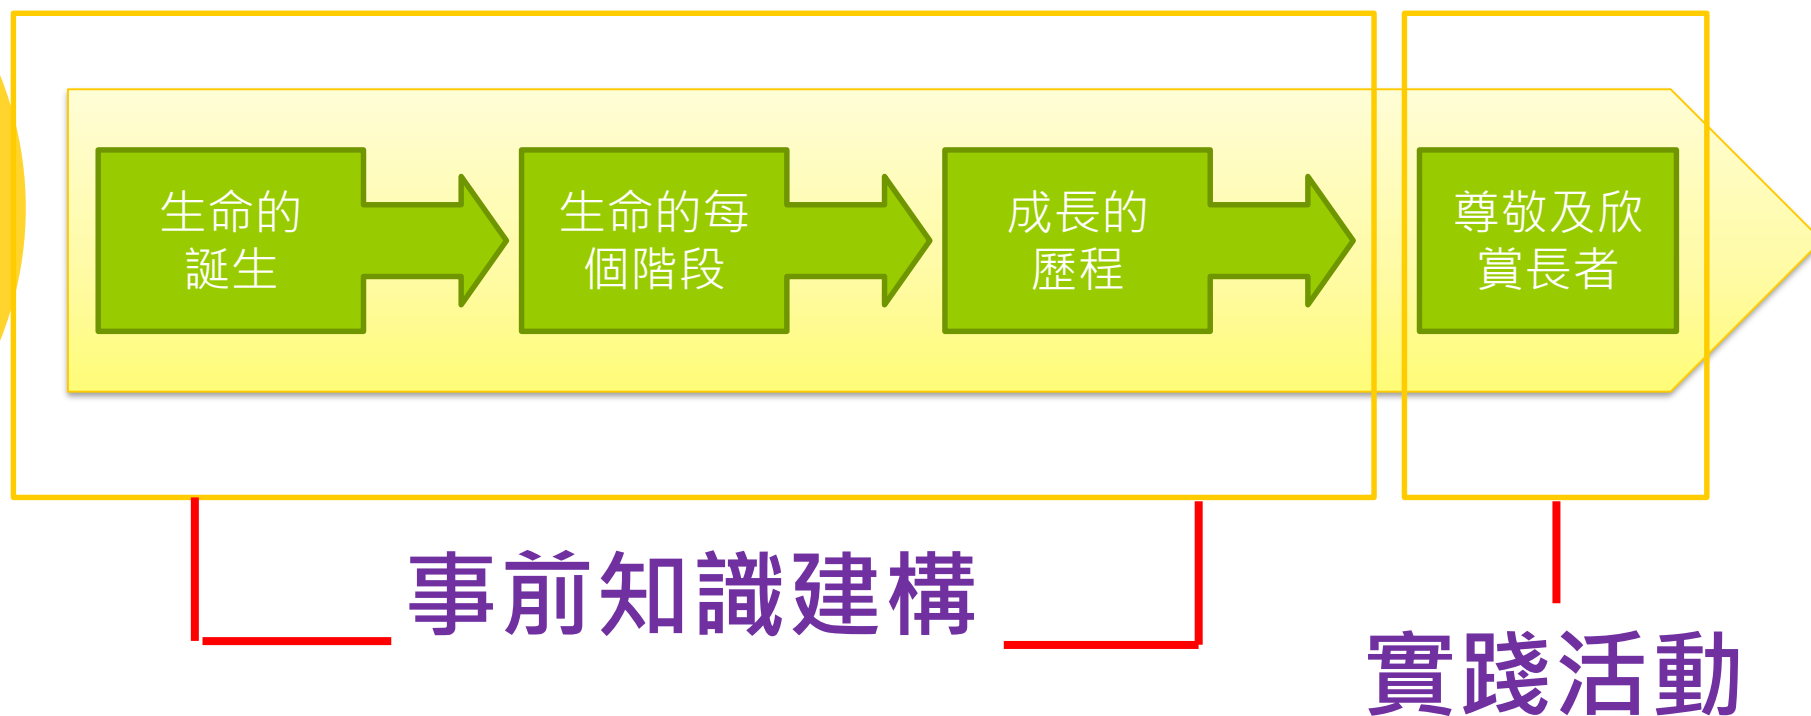 生命的
誕生
生命的每
個階段
成長的
歷程
尊敬及欣
賞長者
事前知識建構
實踐活動